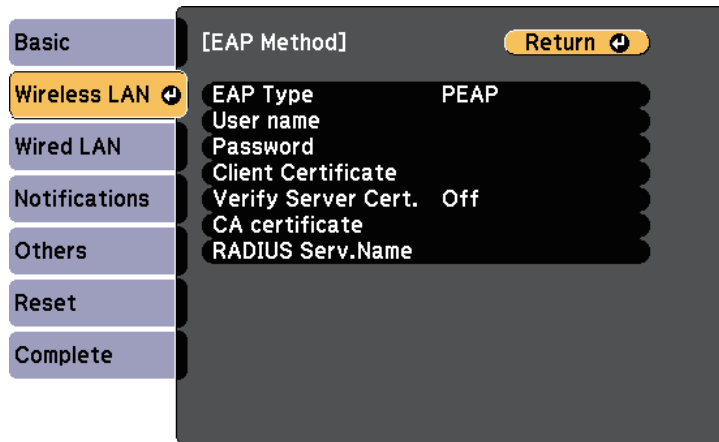 Basic
Wireless LAN
Wired LAN
Notifications
Others
Reset
Complete
[EAP Method]
Return
EAP Type PEAP
User name
Password
Client Certificate
Verify Server Cert. Off
CA certificate
RADIUS Serv.Name